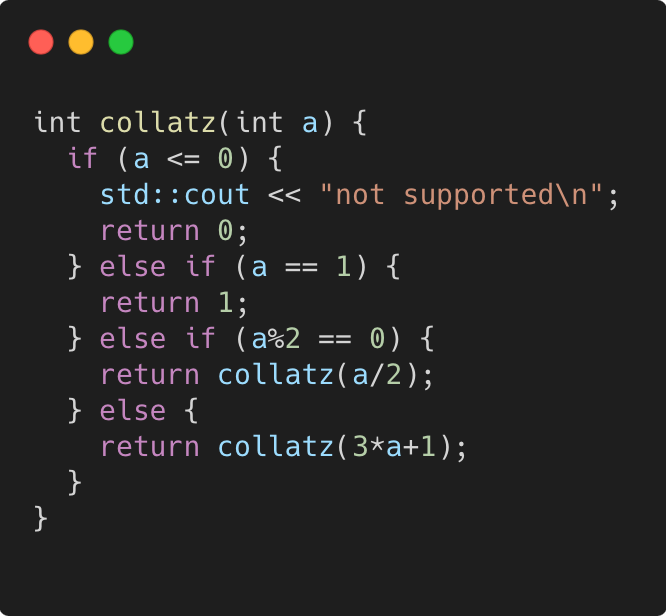 int collatz(int a) {
  if (a <= 0) {
    std::cout << "not supported\n";
    return 0;
  } else if (a == 1) {
    return 1;
  } else if (a%2 == 0) {
    return collatz(a/2);
  } else {
    return collatz(3*a+1);
  }
}